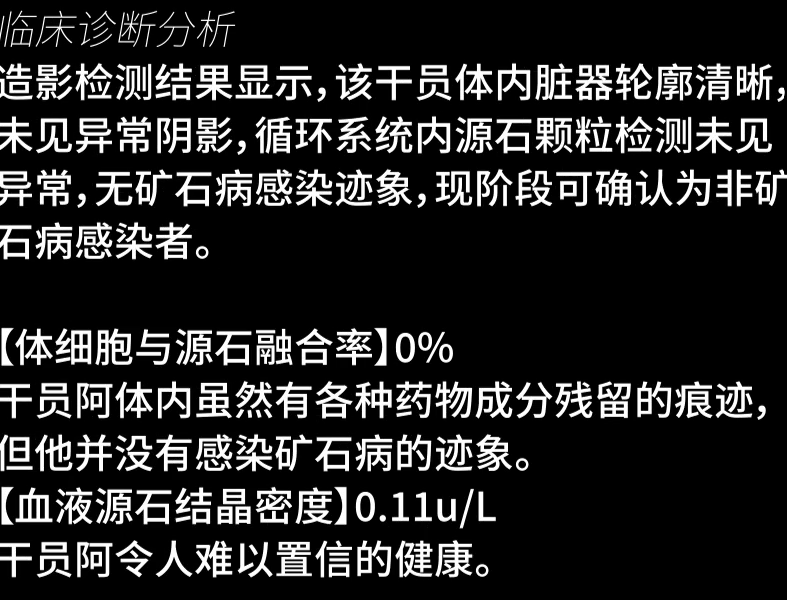 临床诊断分析
造影检测结果显示，该干员体内脏器轮廓清晰，
未见异常阴影，循环系统内源石颗粒检测未见
异常，无矿石病感染迹象，现阶段可确认为非矿
石病感染者。
【体细胞与源石融合率】0%
干员阿体内虽然有各种药物成分残留的痕迹，
但他并没有感染矿石病的迹象。
【血液源石结晶密度】0.11u/L
干员阿令人难以置信的健康。